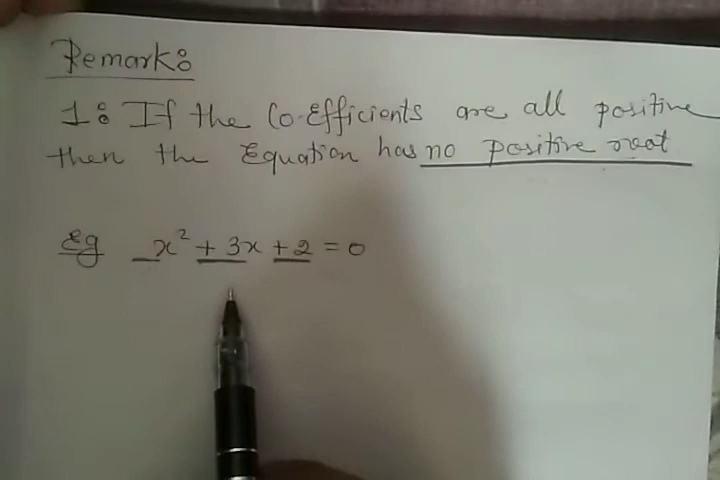 Remark:
1: If the Co-Efficients are all positive
then the Equation has no positive root
Eg x² + 3x + 2 = 0